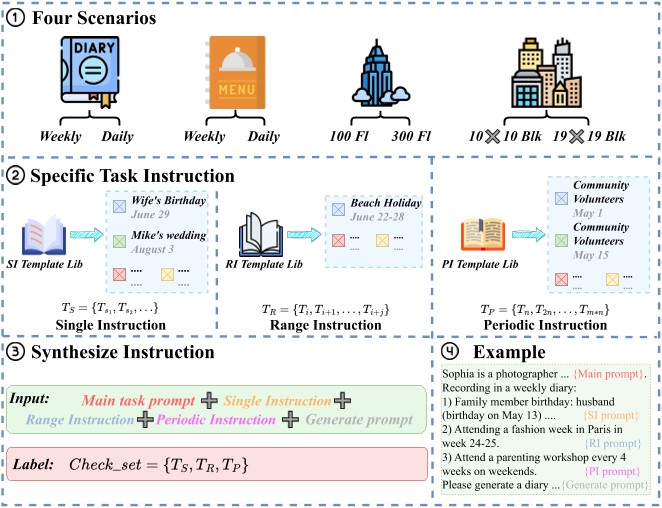 ① Four Scenarios
DIARY
MENU
Weekly Daily
Weekly Daily
100 Fl 300 Fl
10 ✖ 10 Blk 19 ✖ 19 Blk
② Specific Task Instruction
SI Template Lib
Wife's Birthday
June 29
Mike's wedding
August 3
.... ....
.... ....
T_S = {T_{s_1}, T_{s_2}, ...}
Single Instruction
RI Template Lib
Beach Holiday
June 22-28
.... ....
.... ....
T_R = {T_i, T_{i+1}, ..., T_{i+j}}
Range Instruction
PI Template Lib
Community
Volunteers
May 1
Community
Volunteers
May 15
.... ....
.... ....
T_P = {T_n, T_{2n}, ..., T_{m*n}}
Periodic Instruction
③ Synthesize Instruction
Input: Main task prompt ➕ Single Instruction ➕
Range Instruction ➕ Periodic Instruction ➕ Generate prompt
Label: Check_set = {T_S, T_R, T_P}
④ Example
Sophia is a photographer ... {Main prompt}.
Recording in a weekly diary:
1) Family member birthday: husband
(birthday on May 13) .... {SI prompt}
2) Attending a fashion week in Paris in
week 24-25. {RI prompt}
3) Attend a parenting workshop every 4
weeks on weekends. {PI prompt}
Please generate a diary ... {Generate prompt}